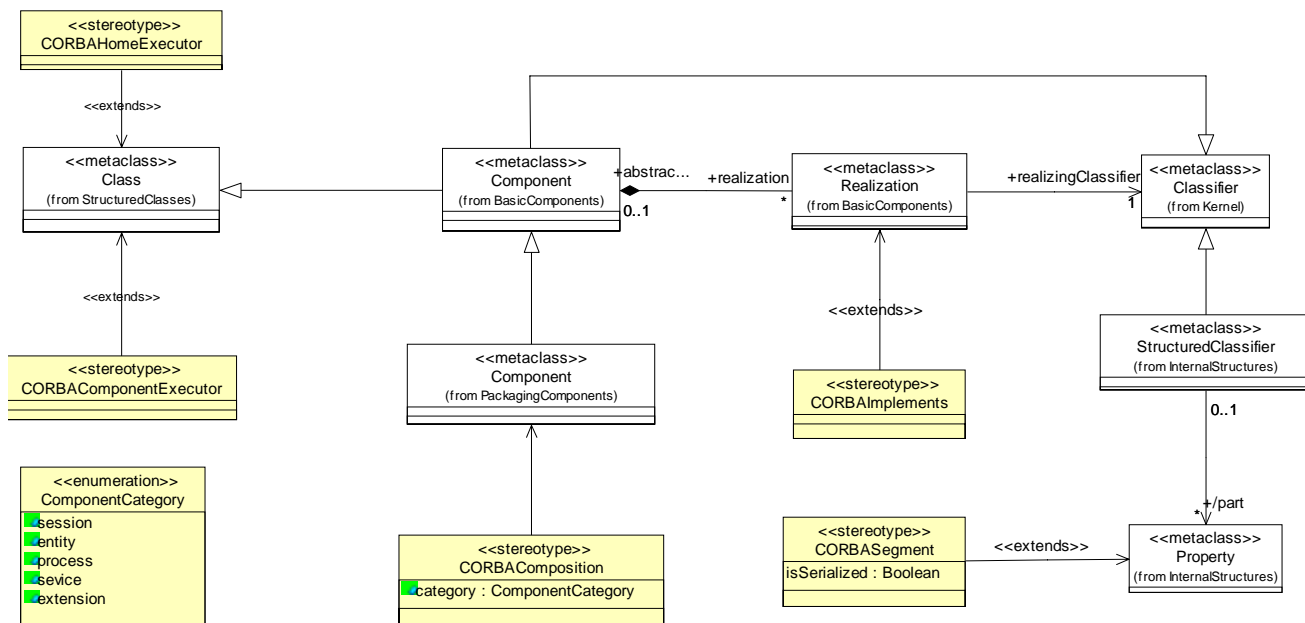 <<stereotype>>
CORBAHomeExecutor
<<extends>>
<<metaclass>>
Class
(from StructuredClasses)
<<metaclass>>
Component
(from BasicComponents)
+abstrac...
0..1
+realization
*
<<metaclass>>
Realization
(from BasicComponents)
+realizingClassifier
1
<<metaclass>>
Classifier
(from Kernel)
<<extends>>
<<extends>>
<<stereotype>>
CORBAComponentExecutor
<<metaclass>>
Component
(from PackagingComponents)
<<stereotype>>
CORBAImplements
<<metaclass>>
StructuredClassifier
(from InternalStructures)
0..1
<<enumeration>>
ComponentCategory
session
entity
process
sevice
extension
<<stereotype>>
CORBAComposition
category : ComponentCategory
<<stereotype>>
CORBASegment
isSerialized : Boolean
<<extends>>
+/part
*
<<metaclass>>
Property
(from InternalStructures)